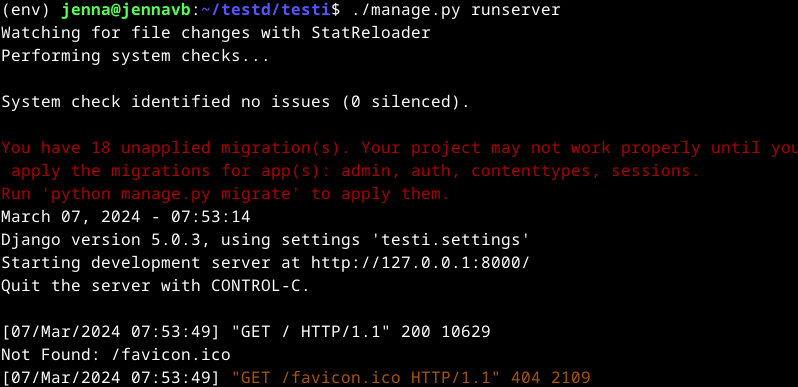 (env) jenna@jennavb:~/testd/testi$ ./manage.py runserver
Watching for file changes with StatReloader
Performing system checks...
System check identified no issues (0 silenced).
You have 18 unapplied migration(s). Your project may not work properly until you
apply the migrations for app(s): admin, auth, contenttypes, sessions.
Run 'python manage.py migrate' to apply them.
March 07, 2024 - 07:53:14
Django version 5.0.3, using settings 'testi.settings'
Starting development server at http://127.0.0.1:8000/
Quit the server with CONTROL-C.
[07/Mar/2024 07:53:49] "GET / HTTP/1.1" 200 10629
Not Found: /favicon.ico
[07/Mar/2024 07:53:49] "GET /favicon.ico HTTP/1.1" 404 2109